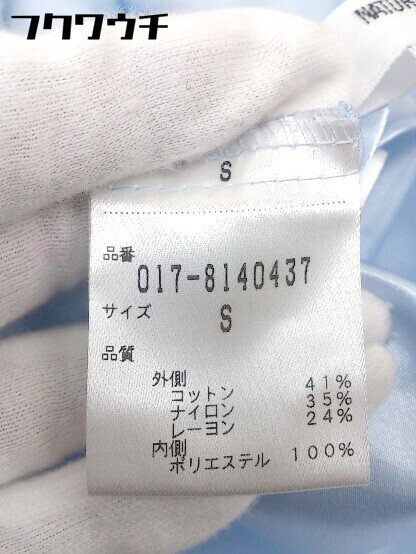 フクワウチ
S
品番
017-8140437
サイズ
S
品質
外側
コットン 41%
ナイロン 35%
レーヨン 24%
内側
ポリエステル 100%